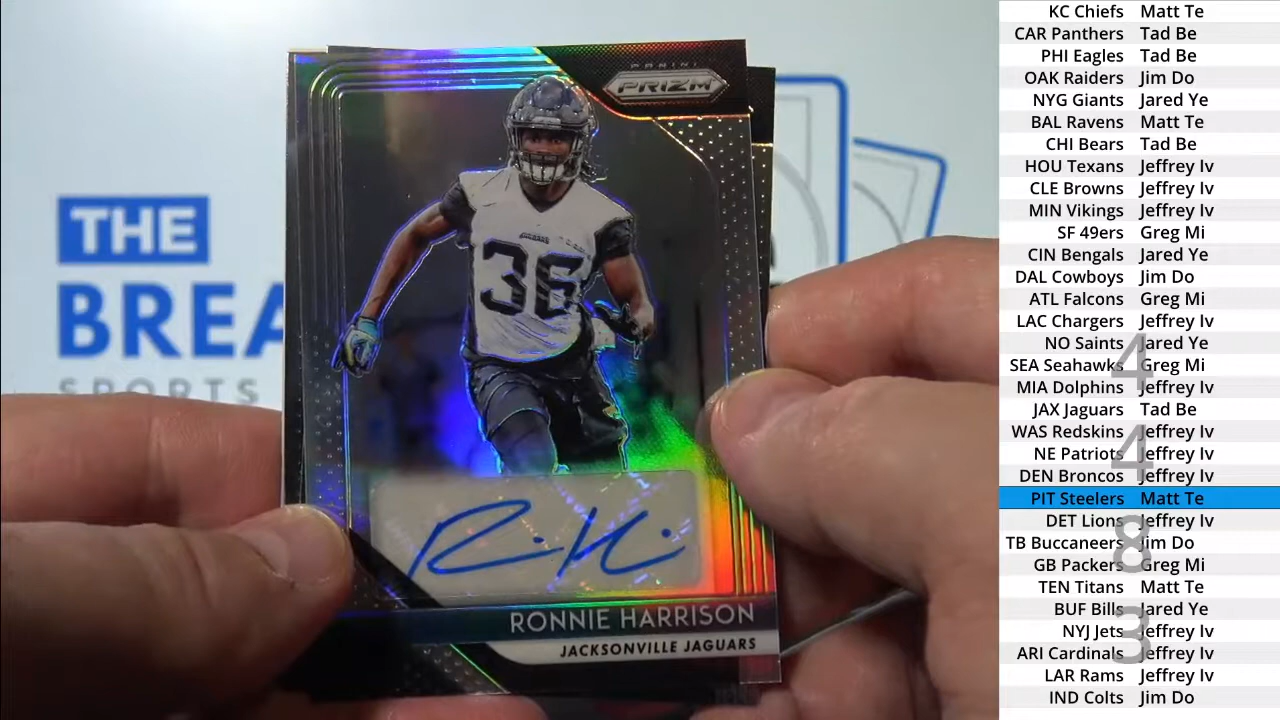 THE
BREA
SPORTS
PANINI
PRIZM
JAGUARS
36
RONNIE HARRISON
JACKSONVILLE JAGUARS
KC Chiefs Matt Te
CAR Panthers Tad Be
PHI Eagles Tad Be
OAK Raiders Jim Do
NYG Giants Jared Ye
BAL Ravens Matt Te
CHI Bears Tad Be
HOU Texans Jeffrey Iv
CLE Browns Jeffrey Iv
MIN Vikings Jeffrey Iv
SF 49ers Greg Mi
CIN Bengals Jared Ye
DAL Cowboys Jim Do
ATL Falcons Greg Mi
LAC Chargers Jeffrey Iv
NO Saints Jared Ye
4
SEA Seahawks Greg Mi
MIA Dolphins Jeffrey Iv
JAX Jaguars Tad Be
WAS Redskins Jeffrey Iv
4
NE Patriots Jeffrey Iv
DEN Broncos Jeffrey Iv
PIT Steelers Matt Te
DET Lions Jeffrey Iv
8
TB Buccaneers Jim Do
GB Packers Greg Mi
TEN Titans Matt Te
BUF Bills Jared Ye
3
NYJ Jets Jeffrey Iv
ARI Cardinals Jeffrey Iv
LAR Rams Jeffrey Iv
IND Colts Jim Do